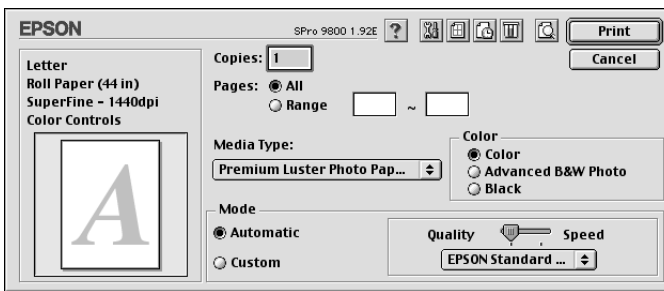 EPSON
SPro 9800 1.92E ?
Print
Cancel
Letter
Roll Paper (44 in)
SuperFine - 1440dpi
Color Controls
A
Copies: 1
Pages: All
Range ~
Media Type:
Premium Luster Photo Pap...
Color
Color
Advanced B&W Photo
Black
Mode
Automatic
Custom
Quality Speed
EPSON Standard ...